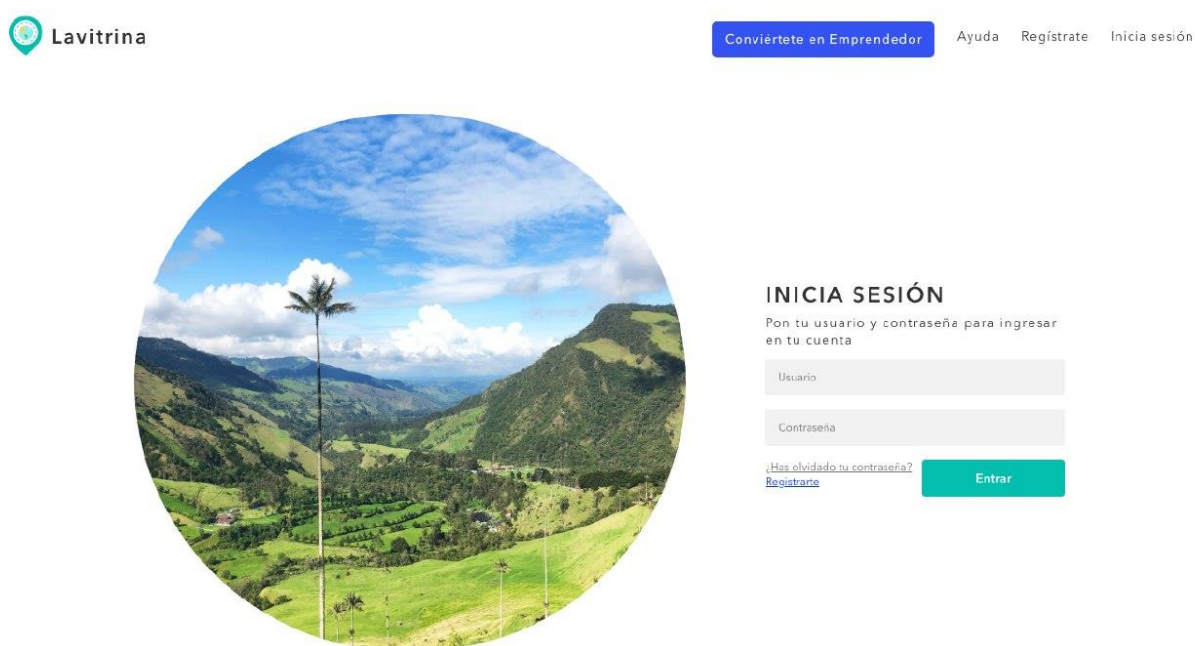 Lavitrina
Conviértete en Emprendedor
Ayuda
Regístrate
Inicia sesión
INICIA SESIÓN
Pon tu usuario y contraseña para ingresar
en tu cuenta
Usuario
Contraseña
¿Has olvidado tu contraseña?
Registrarte
Entrar